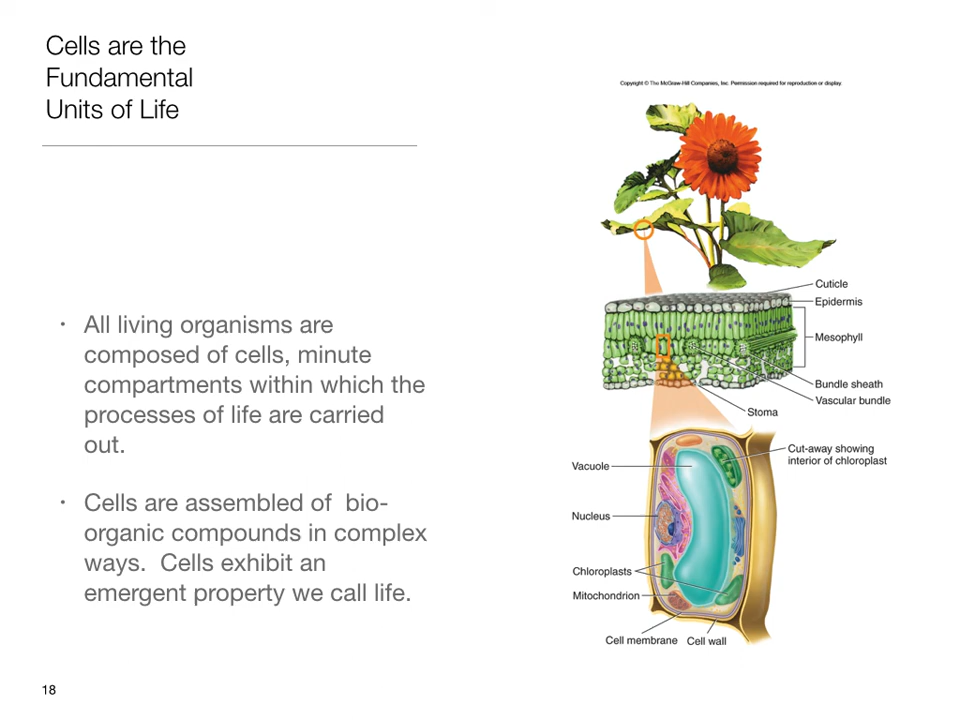 Cells are the
Fundamental
Units of Life
Copyright © The McGraw-Hill Companies, Inc. Permission required for reproduction or display.
• All living organisms are
composed of cells, minute
compartments within which the
processes of life are carried
out.
• Cells are assembled of  bio-
organic compounds in complex
ways.  Cells exhibit an
emergent property we call life.
Cuticle
Epidermis
Mesophyll
Bundle sheath
Vascular bundle
Stoma
Cut-away showing
interior of chloroplast
Vacuole
Nucleus
Chloroplasts
Mitochondrion
Cell membrane
Cell wall
18